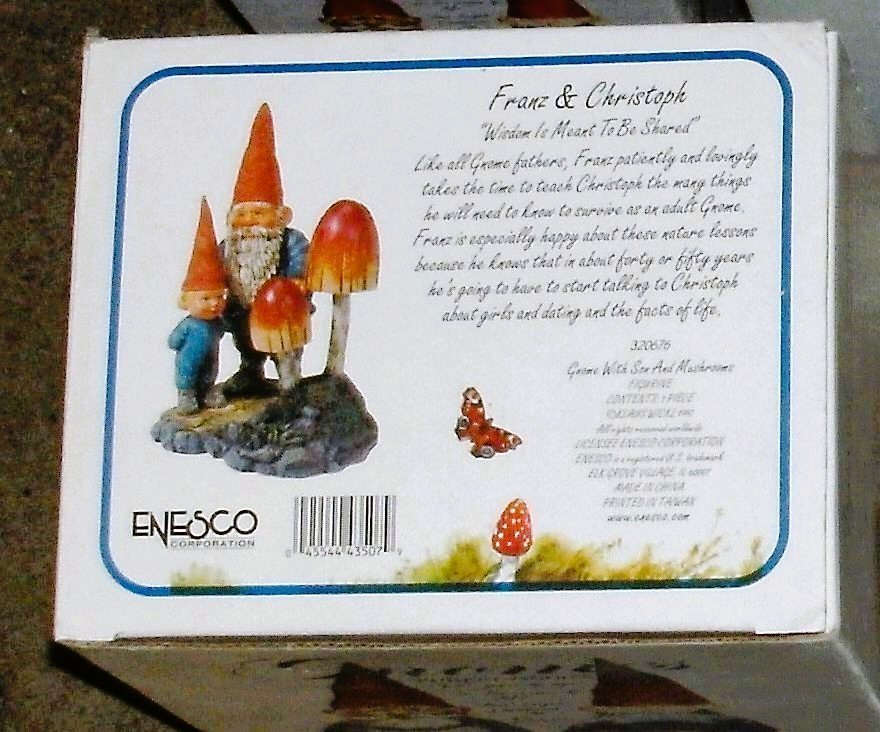 Franz & Christoph
"Wisdom Is Meant To Be Shared"
Like all Gnome fathers, Franz patiently and lovingly
takes the time to teach Christoph the many things
he will need to know to survive as an adult Gnome.
Franz is especially happy about these nature lessons
because he knows that in about forty or fifty years
he's going to have to start talking to Christoph
about girls and dating and the facts of life.
320676
Gnome With Son And Mushrooms
FIGURINE
CONTENTS: 1 PIECE
All rights reserved worldwide
LICENSEE ENESCO CORPORATION
ENESCO is a registered U.S. trademark
ELK GROVE VILLAGE, IL 60007
MADE IN CHINA
PRINTED IN TAIWAN
www.enesco.com
ENESCO
CORPORATION
0 45544 43507 9